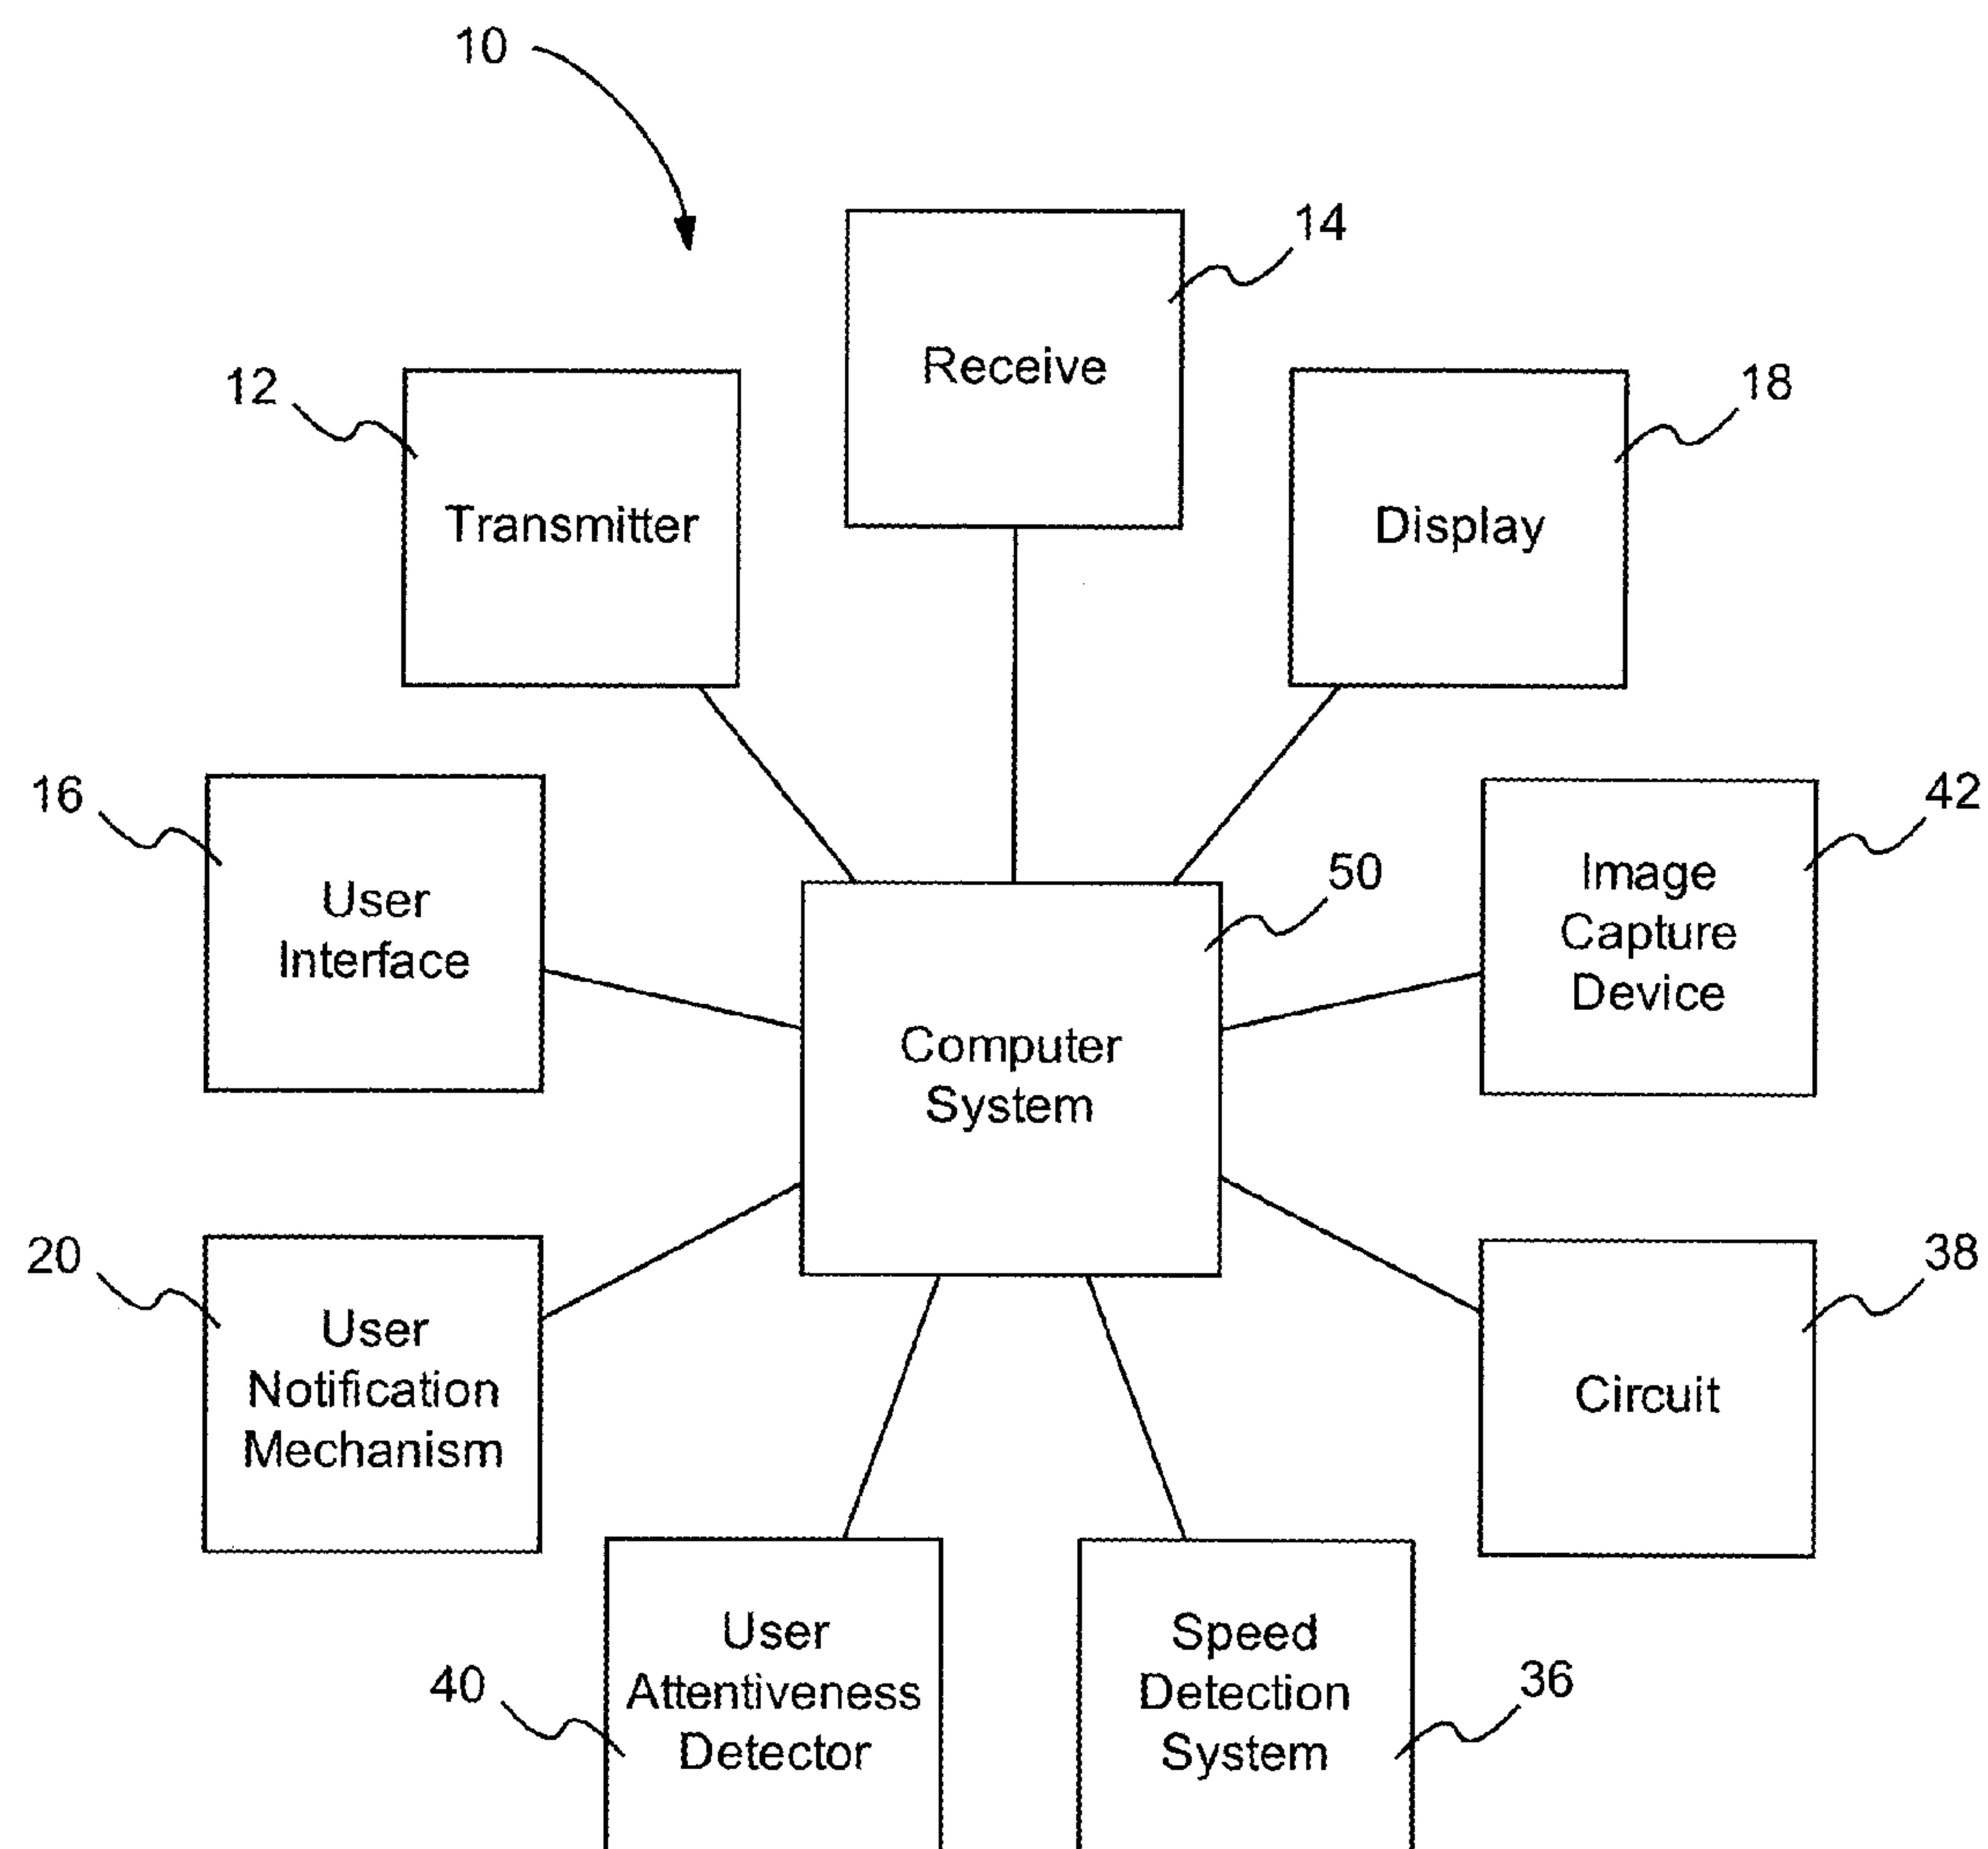 10
14
Receive
12
Transmitter
18
Display
16
User
Interface
42
Image
Capture
Device
50
Computer
System
20
User
Notification
Mechanism
38
Circuit
40
User
Attentiveness
Detector
36
Speed
Detection
System